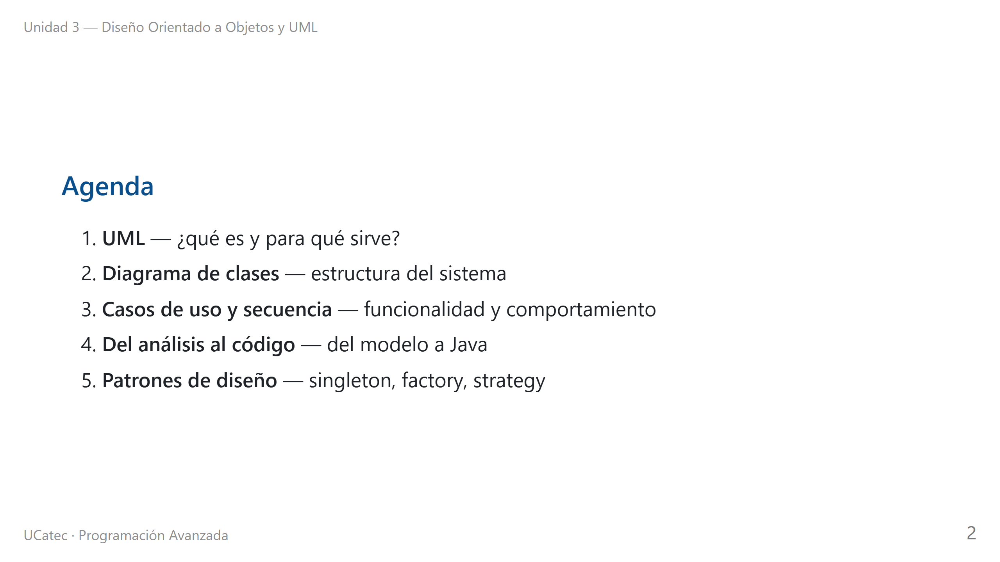 Unidad 3 — Diseño Orientado a Objetos y UML
Agenda
1. UML — ¿qué es y para qué sirve?
2. Diagrama de clases — estructura del sistema
3. Casos de uso y secuencia — funcionalidad y comportamiento
4. Del análisis al código — del modelo a Java
5. Patrones de diseño — singleton, factory, strategy
UCatec · Programación Avanzada
2